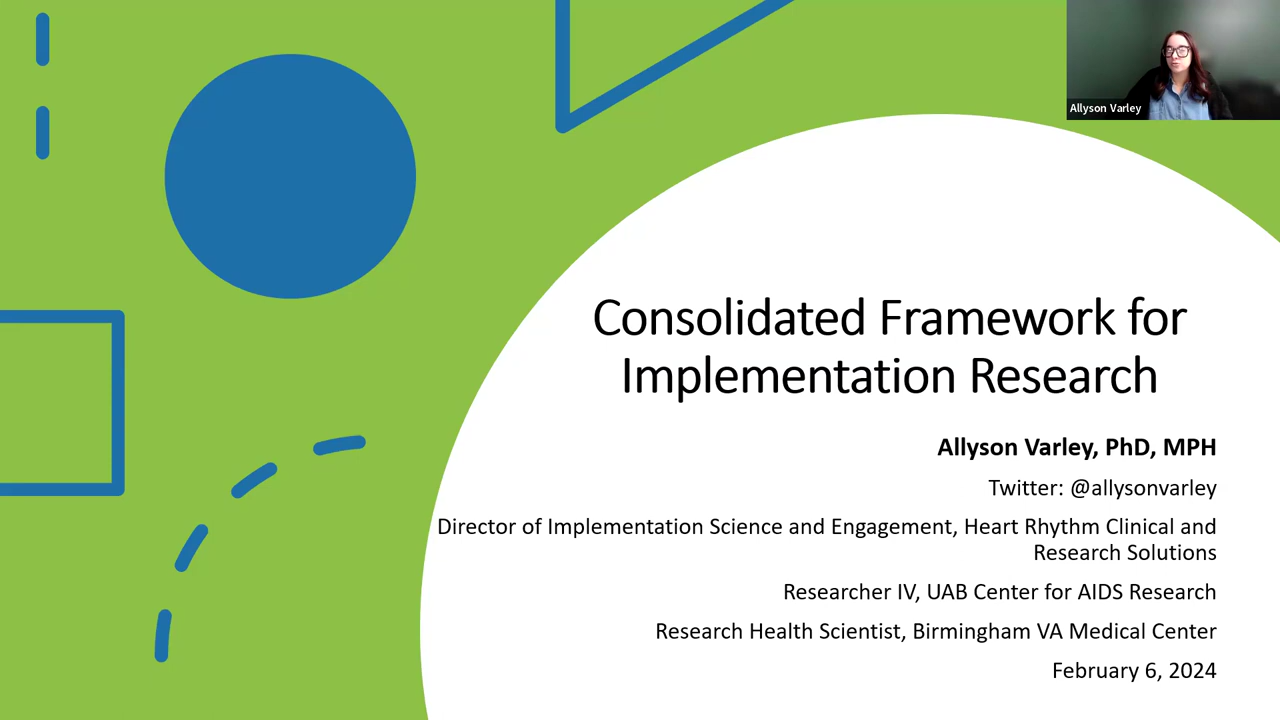 Allyson Varley
Consolidated Framework for
Implementation Research
Allyson Varley, PhD, MPH
Twitter: @allysonvarley
Director of Implementation Science and Engagement, Heart Rhythm Clinical and
Research Solutions
Researcher IV, UAB Center for AIDS Research
Research Health Scientist, Birmingham VA Medical Center
February 6, 2024